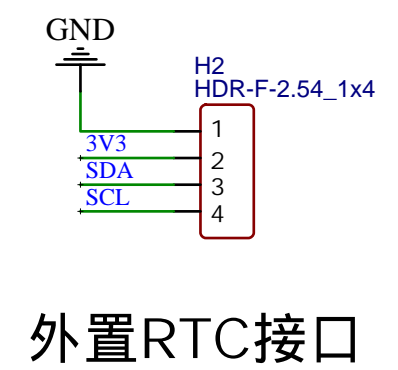 GND
H2
HDR-F-2.54_1x4
1
3V3
2
SDA
3
SCL
4
外置RTC接口